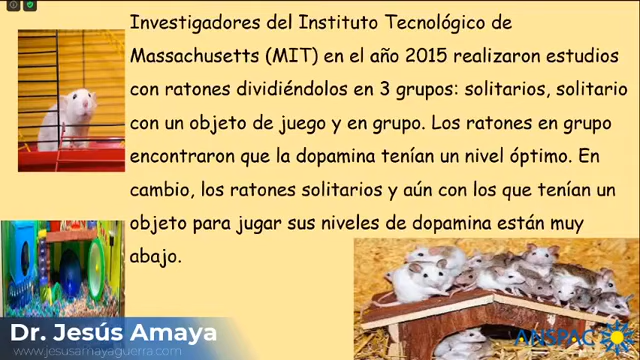 Investigadores del Instituto Tecnológico de
Massachusetts (MIT) en el año 2015 realizaron estudios
con ratones dividiéndolos en 3 grupos: solitarios, solitario
con un objeto de juego y en grupo. Los ratones en grupo
encontraron que la dopamina tenían un nivel óptimo. En
cambio, los ratones solitarios y aún con los que tenían un
objeto para jugar sus niveles de dopamina están muy
abajo.
Dr. Jesús Amaya
www.jesusamayaguerra.com
ANSPAC